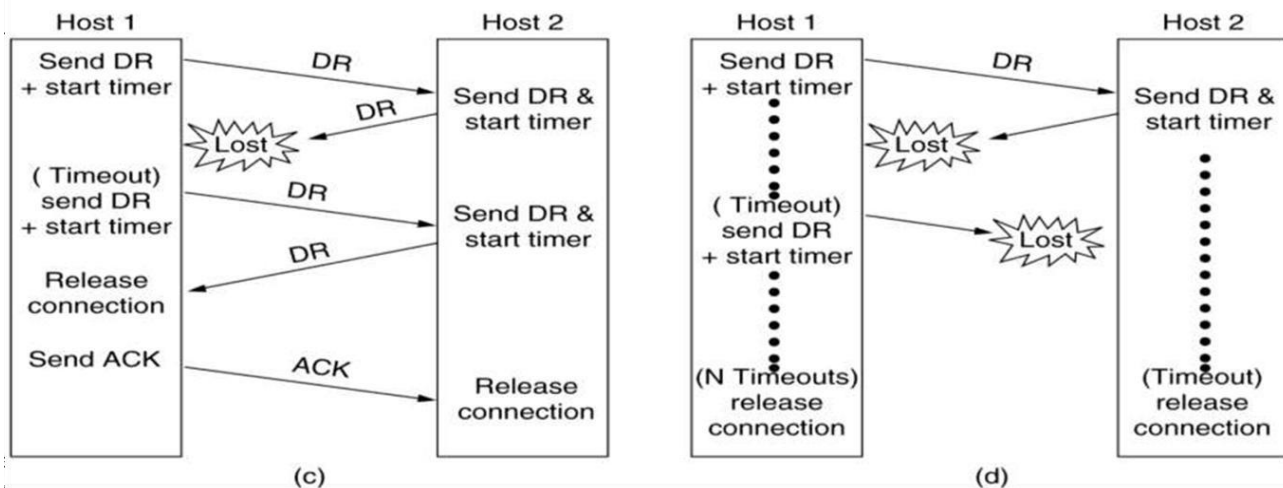 Host 1
Host 2
Send DR
+ start timer
DR
Send DR &
start timer
DR
Lost
( Timeout)
send DR
+ start timer
DR
Send DR &
start timer
DR
Release
connection
Send ACK
ACK
Release
connection
(c)
Host 1
Host 2
Send DR
+ start timer
DR
Send DR &
start timer
Lost
( Timeout)
send DR
+ start timer
Lost
(N Timeouts)
release
connection
(Timeout)
release
connection
(d)